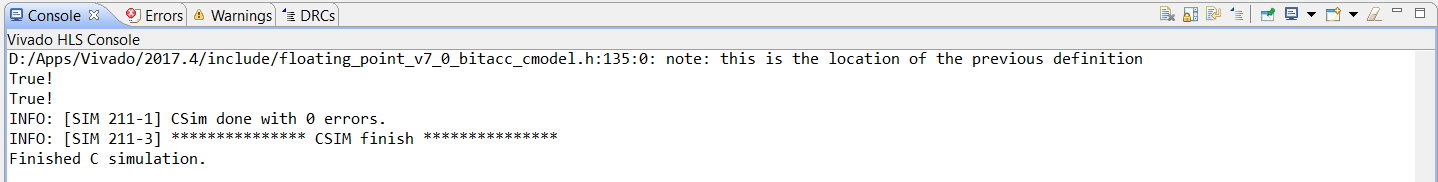 Console Errors Warnings DRCs
Vivado HLS Console
D:/Apps/Vivado/2017.4/include/floating_point_v7_0_bitacc_cmodel.h:135:0: note: this is the location of the previous definition
True!
True!
INFO: [SIM 211-1] CSim done with 0 errors.
INFO: [SIM 211-3] *************** CSIM finish ***************
Finished C simulation.